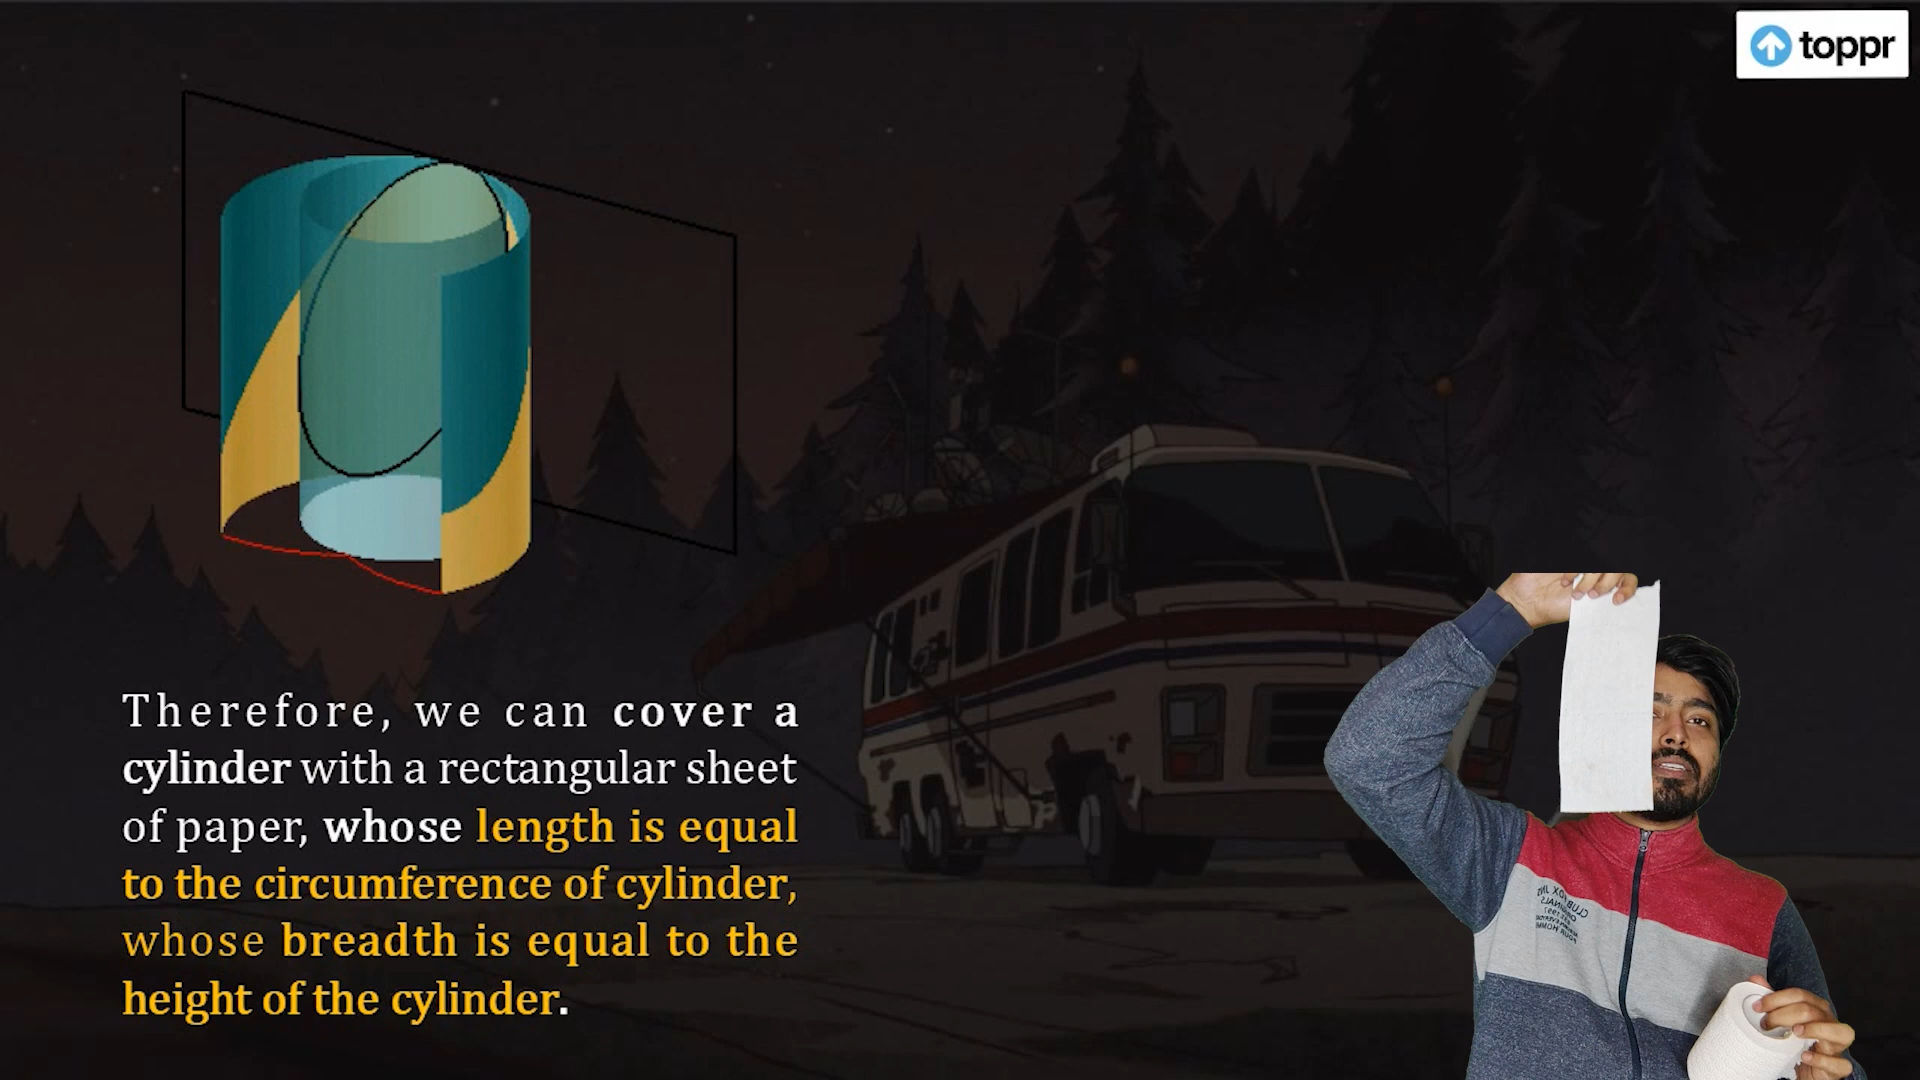 toppr
Therefore, we can cover a
cylinder with a rectangular sheet
of paper, whose length is equal
to the circumference of cylinder,
whose breadth is equal to the
height of the cylinder.